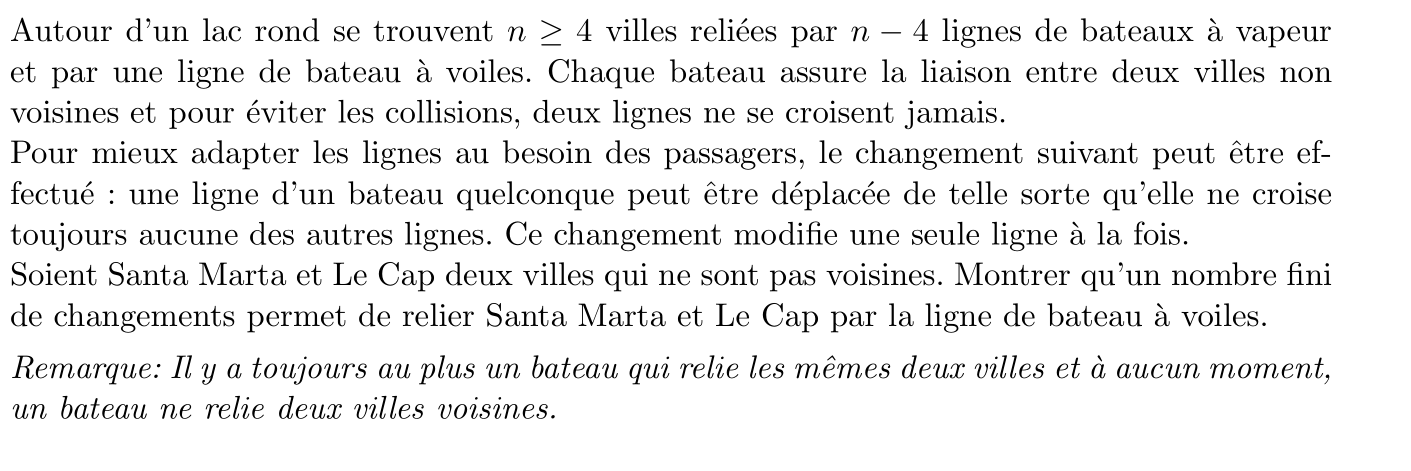 Autour d'un lac rond se trouvent n ≥ 4 villes reliées par n − 4 lignes de bateaux à vapeur
et par une ligne de bateau à voiles. Chaque bateau assure la liaison entre deux villes non
voisines et pour éviter les collisions, deux lignes ne se croisent jamais.
Pour mieux adapter les lignes au besoin des passagers, le changement suivant peut être ef-
fectué : une ligne d'un bateau quelconque peut être déplacée de telle sorte qu'elle ne croise
toujours aucune des autres lignes. Ce changement modifie une seule ligne à la fois.
Soient Santa Marta et Le Cap deux villes qui ne sont pas voisines. Montrer qu'un nombre fini
de changements permet de relier Santa Marta et Le Cap par la ligne de bateau à voiles.
Remarque: Il y a toujours au plus un bateau qui relie les mêmes deux villes et à aucun moment,
un bateau ne relie deux villes voisines.